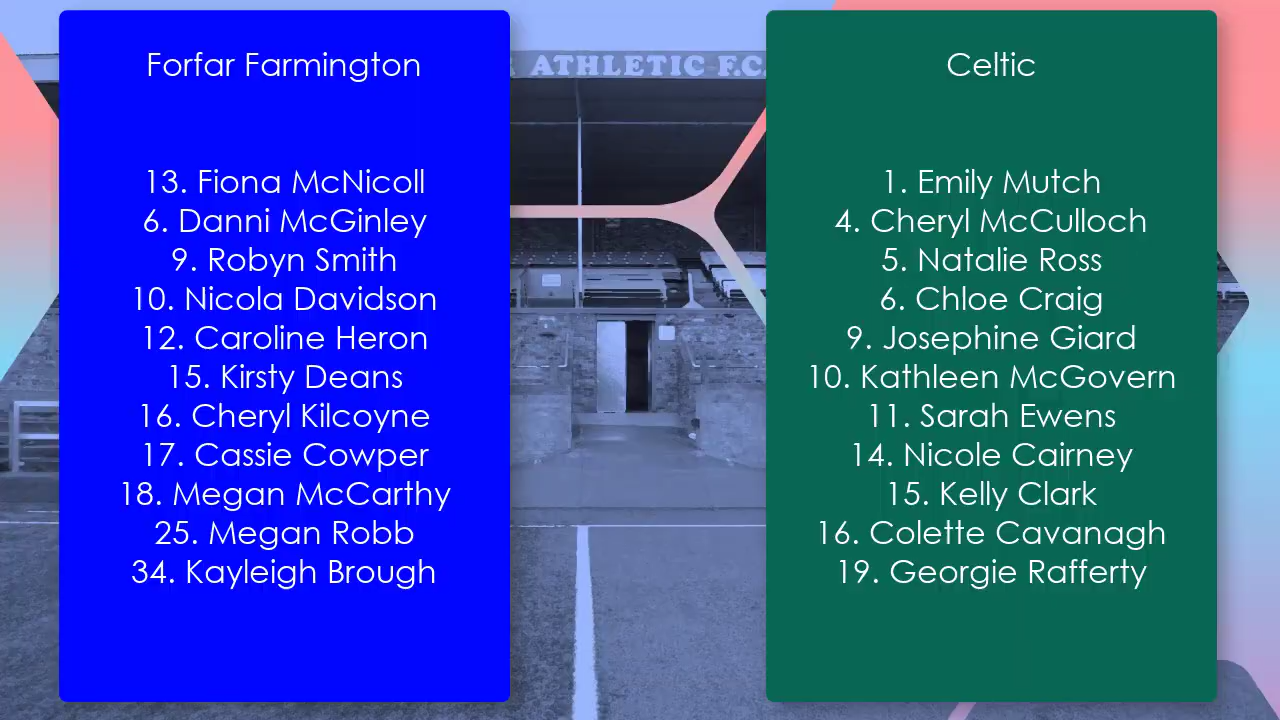 Forfar Farmington
13. Fiona McNicoll
6. Danni McGinley
9. Robyn Smith
10. Nicola Davidson
12. Caroline Heron
15. Kirsty Deans
16. Cheryl Kilcoyne
17. Cassie Cowper
18. Megan McCarthy
25. Megan Robb
34. Kayleigh Brough
ATHLETIC F.C.
Celtic
1. Emily Mutch
4. Cheryl McCulloch
5. Natalie Ross
6. Chloe Craig
9. Josephine Giard
10. Kathleen McGovern
11. Sarah Ewens
14. Nicole Cairney
15. Kelly Clark
16. Colette Cavanagh
19. Georgie Rafferty